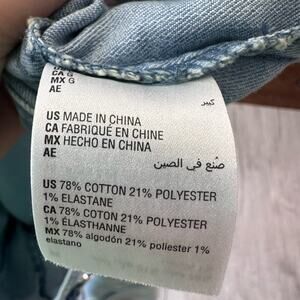 CA G
MX G
AE
كبير
US MADE IN CHINA
CA FABRIQUÉ EN CHINE
MX HECHO EN CHINA
AE
صنع في الصين
US 78% COTTON 21% POLYESTER
1% ELASTANE
CA 78% COTON 21% POLYESTER
1% ÉLASTHANNE
MX 78% algodón 21% poliester 1%
elastano